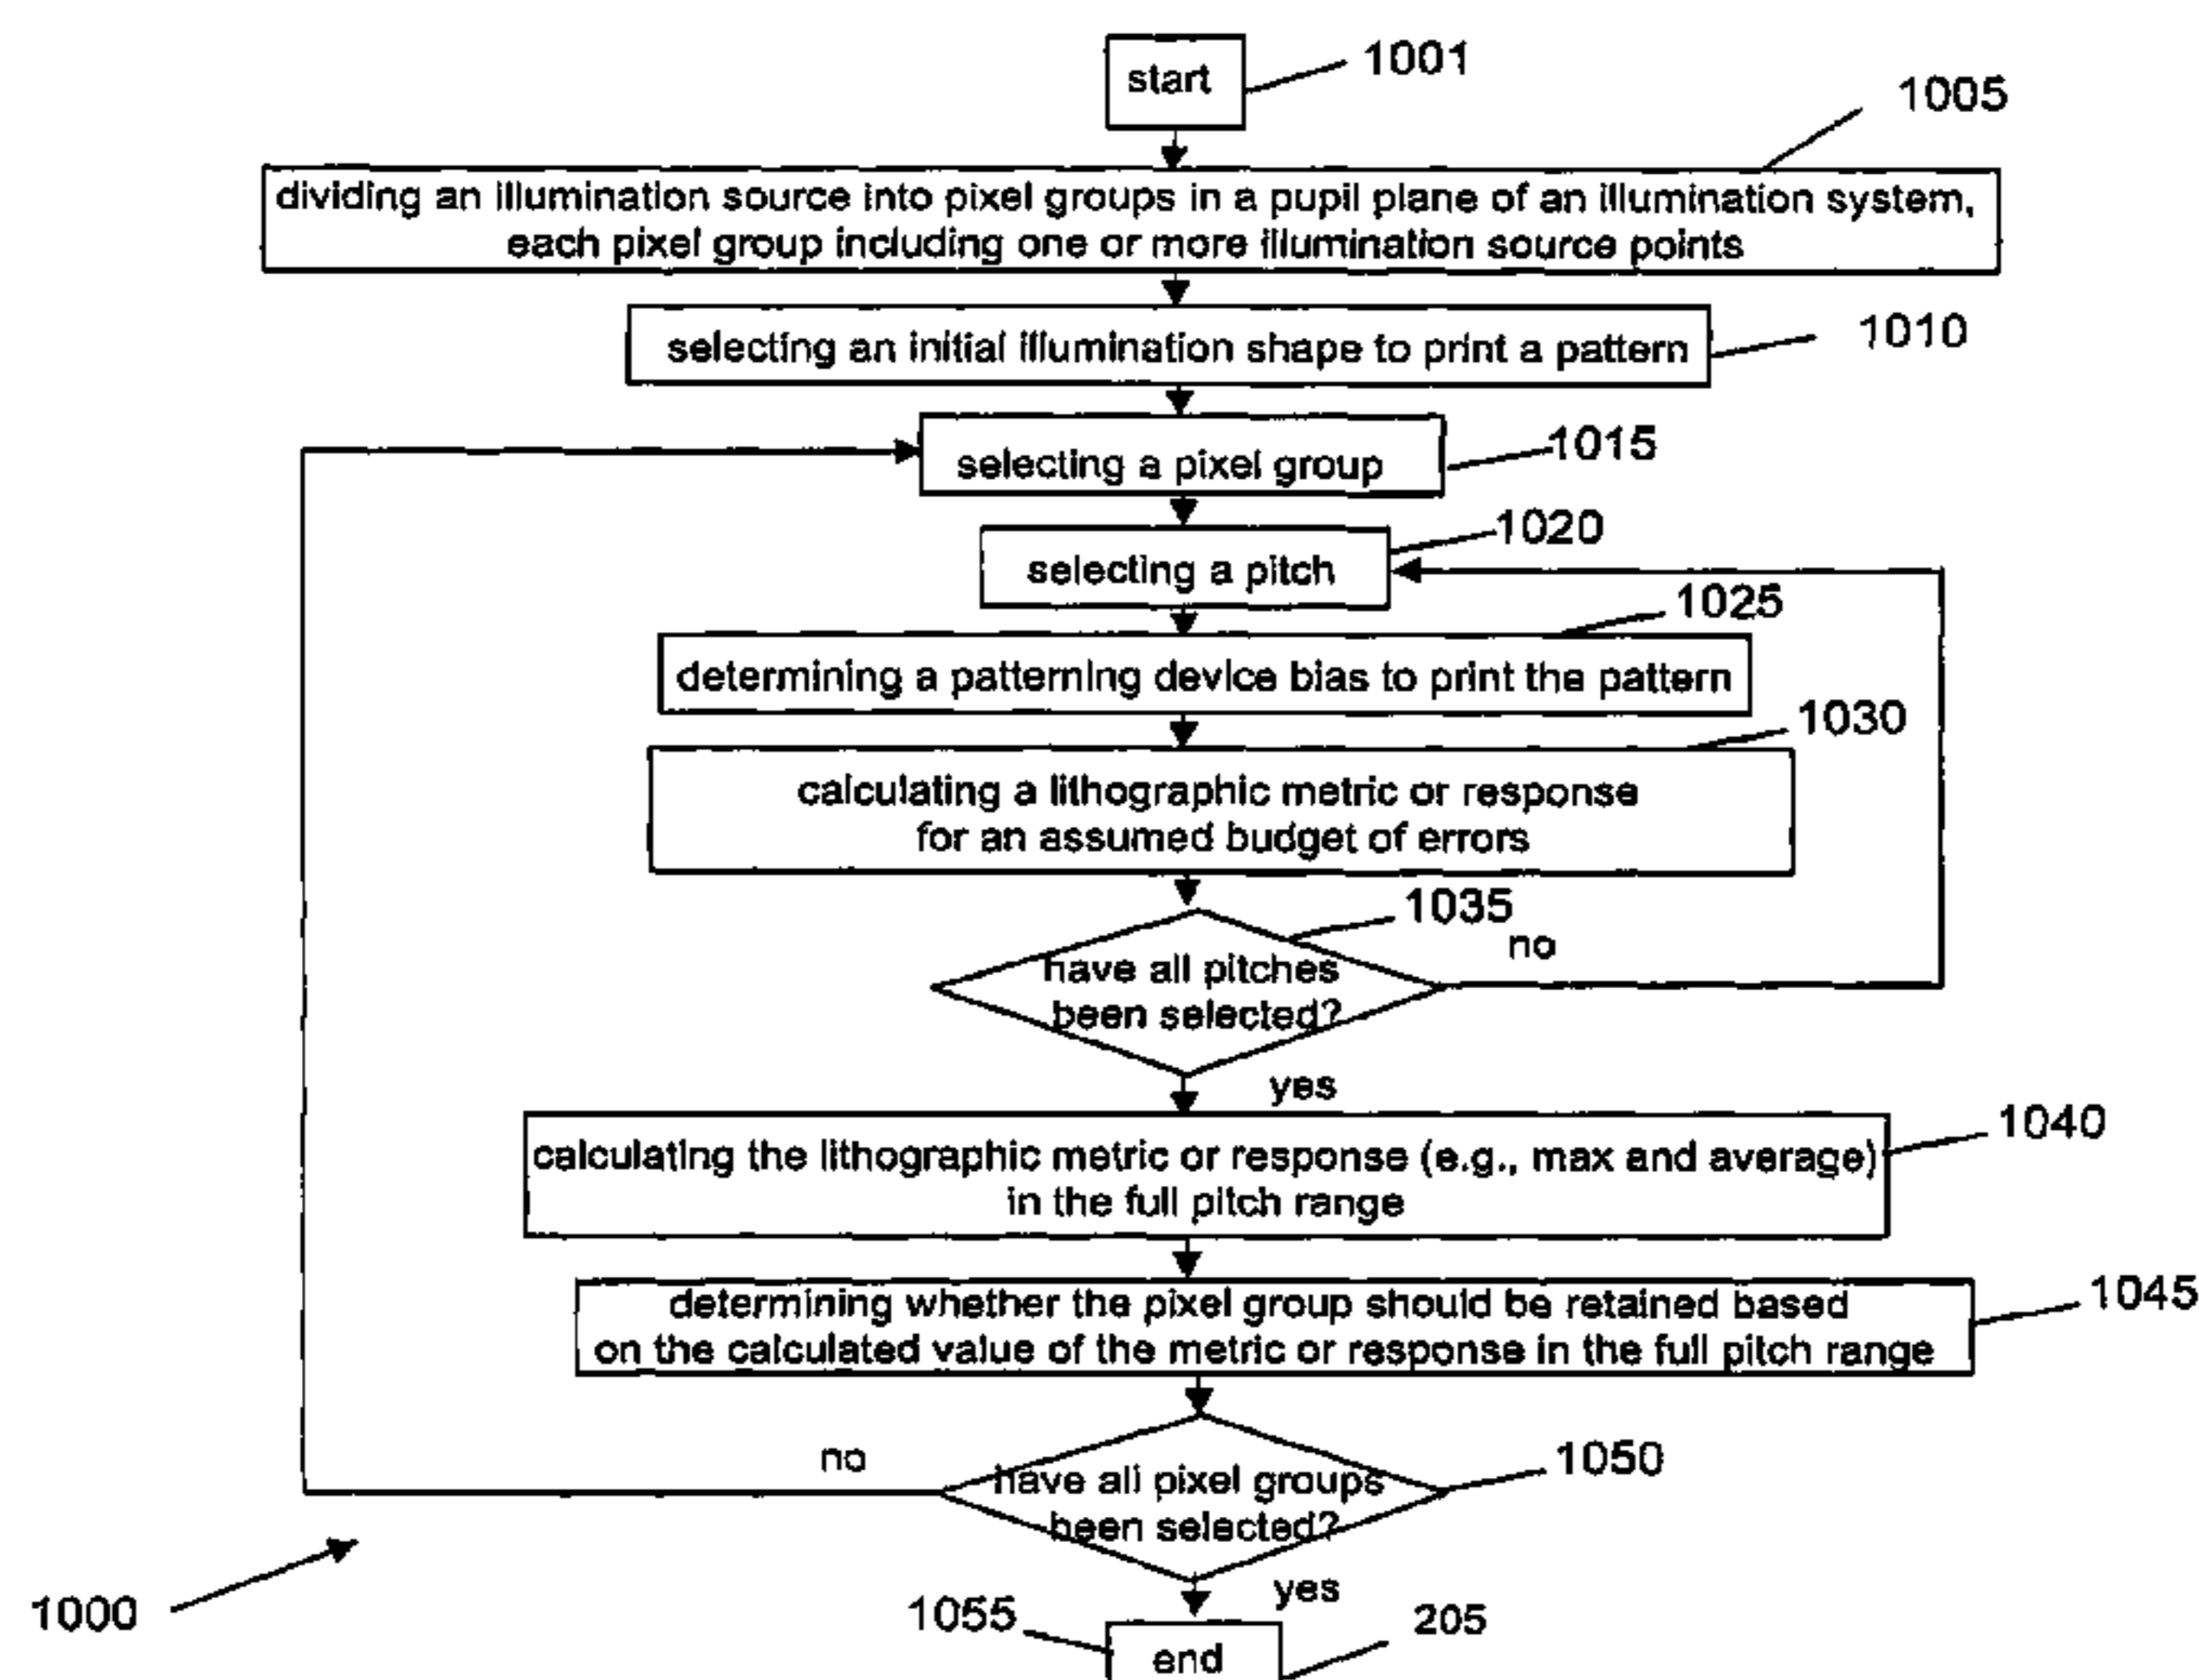 start
1001
1005
dividing an illumination source into pixel groups in a pupil plane of an illumination system,
each pixel group including one or more illumination source points
selecting an initial illumination shape to print a pattern
1010
selecting a pixel group
1015
selecting a pitch
1020
1025
determining a patterning device bias to print the pattern
1030
calculating a lithographic metric or response
for an assumed budget of errors
1035
have all pitches
been selected?
no
yes
calculating the lithographic metric or response (e.g., max and average)
in the full pitch range
1040
determining whether the pixel group should be retained based
on the calculated value of the metric or response in the full pitch range
1045
no
have all pixel groups
been selected?
1050
yes
1000
1055
end
205